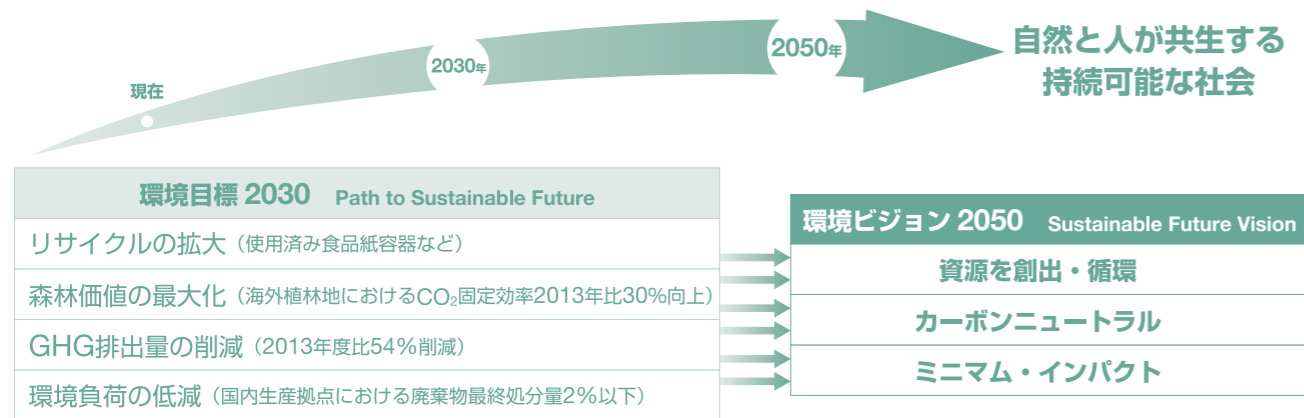 現在
2030年
2050年
自然と人が共生する
持続可能な社会
環境目標 2030 Path to Sustainable Future
リサイクルの拡大（使用済み食品紙容器など）
森林価値の最大化（海外植林地におけるCO₂固定効率2013年比30%向上）
GHG排出量の削減（2013年度比54%削減）
環境負荷の低減（国内生産拠点における廃棄物最終処分量2%以下）
環境ビジョン 2050 Sustainable Future Vision
資源を創出・循環
カーボンニュートラル
ミニマム・インパクト